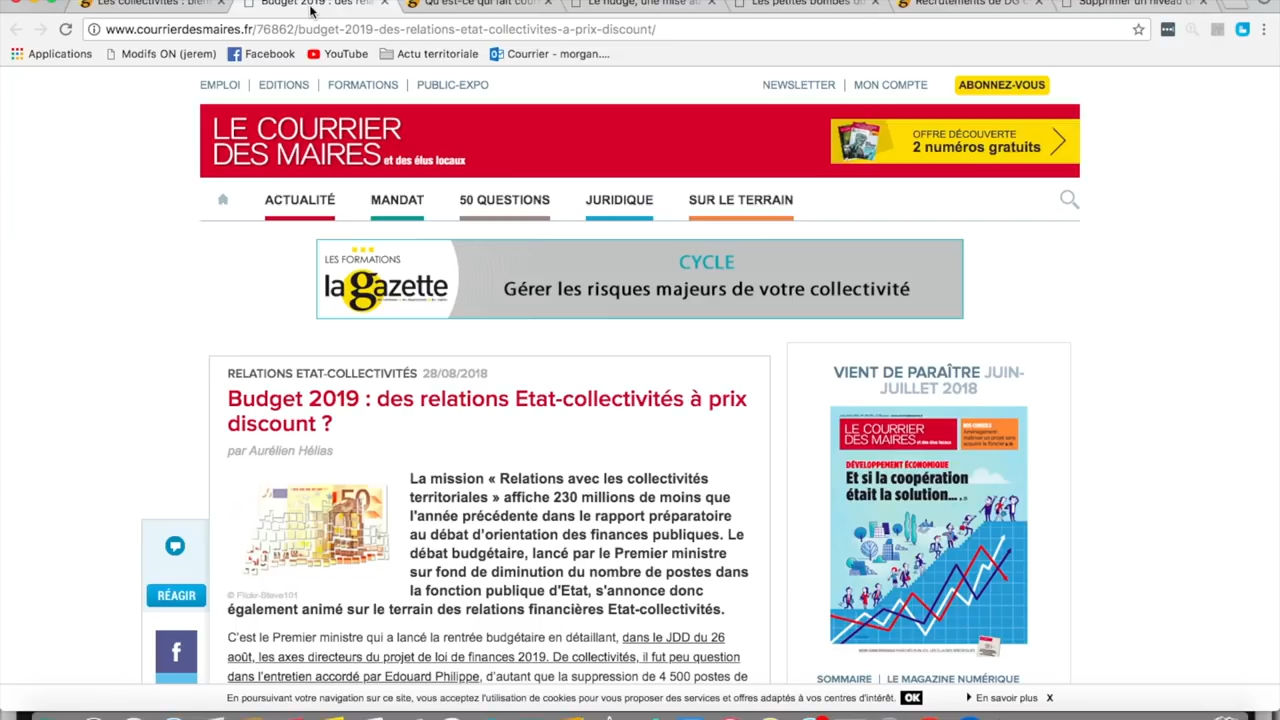 Les collectivités : bien
Budget 2019 : des rela
Qu'est-ce qui fait cour
Le nudge, une mise au
Les petites bombes du
Recrutements de DG C
Supprimer un niveau d
www.courrierdesmaires.fr/76862/budget-2019-des-relations-etat-collectivites-a-prix-discount/
Applications Modifs ON (jerem) Facebook YouTube Actu territoriale Courrier - morgan....
EMPLOI | EDITIONS | FORMATIONS | PUBLIC-EXPO
NEWSLETTER | MON COMPTE ABONNEZ-VOUS
LE COURRIER
DES MAIRES et des élus locaux
OFFRE DÉCOUVERTE
2 numéros gratuits
ACTUALITÉ MANDAT 50 QUESTIONS JURIDIQUE SUR LE TERRAIN
LES FORMATIONS
la gazette
CYCLE
Gérer les risques majeurs de votre collectivité
RELATIONS ETAT-COLLECTIVITÉS 28/08/2018
Budget 2019 : des relations Etat-collectivités à prix
discount ?
par Aurélien Hélias
La mission « Relations avec les collectivités
territoriales » affiche 230 millions de moins que
l'année précédente dans le rapport préparatoire
au débat d'orientation des finances publiques. Le
débat budgétaire, lancé par le Premier ministre
sur fond de diminution du nombre de postes dans
la fonction publique d'Etat, s'annonce donc
également animé sur le terrain des relations financières Etat-collectivités.
50
© Flickr-Steve101
C'est le Premier ministre qui a lancé la rentrée budgétaire en détaillant, dans le JDD du 26
août, les axes directeurs du projet de loi de finances 2019. De collectivités, il fut peu question
dans l'entretien accordé par Edouard Philippe, d'autant que la suppression de 4 500 postes de
RÉAGIR
f
VIENT DE PARAÎTRE JUIN-
JUILLET 2018
LE COURRIER
DES MAIRES
DÉVELOPPEMENT ÉCONOMIQUE
Et si la coopération
était la solution...
SOMMAIRE | LE MAGAZINE NUMÉRIQUE
En poursuivant votre navigation sur ce site, vous acceptez l'utilisation de cookies pour vous proposer des services et offres adaptés à vos centres d'intérêt. OK En savoir plus X